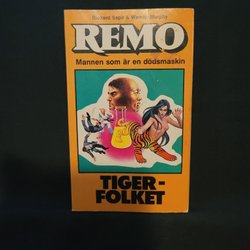 Richard Sapir & Warren Murphy
REMO
Mannen som är en dödsmaskin
TIGER-
FOLKET